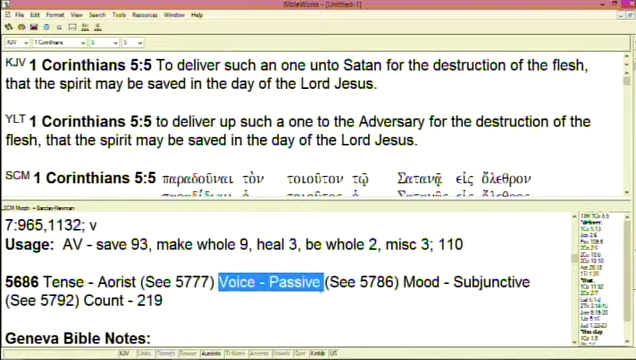 BibleWorks - [Untitled-1]
File Edit Format View Search Tools Resources Window Help
KJV 1 Corinthians 5 5
KJV 1 Corinthians 5:5 To deliver such an one unto Satan for the destruction of the flesh,
that the spirit may be saved in the day of the Lord Jesus.
YLT 1 Corinthians 5:5 to deliver up such a one to the Adversary for the destruction of the
flesh, that the spirit may be saved in the day of the Lord Jesus.
SCM 1 Corinthians 5:5 παραδοῦναι τὸν τοιοῦτον τῷ Σατανᾷ εἰς ὄλεθρον
7:965,1132; v
Usage: AV - save 93, make whole 9, heal 3, be whole 2, misc 3; 110
5686 Tense - Aorist (See 5777) Voice - Passive (See 5786) Mood - Subjunctive
(See 5792) Count - 219
Geneva Bible Notes: